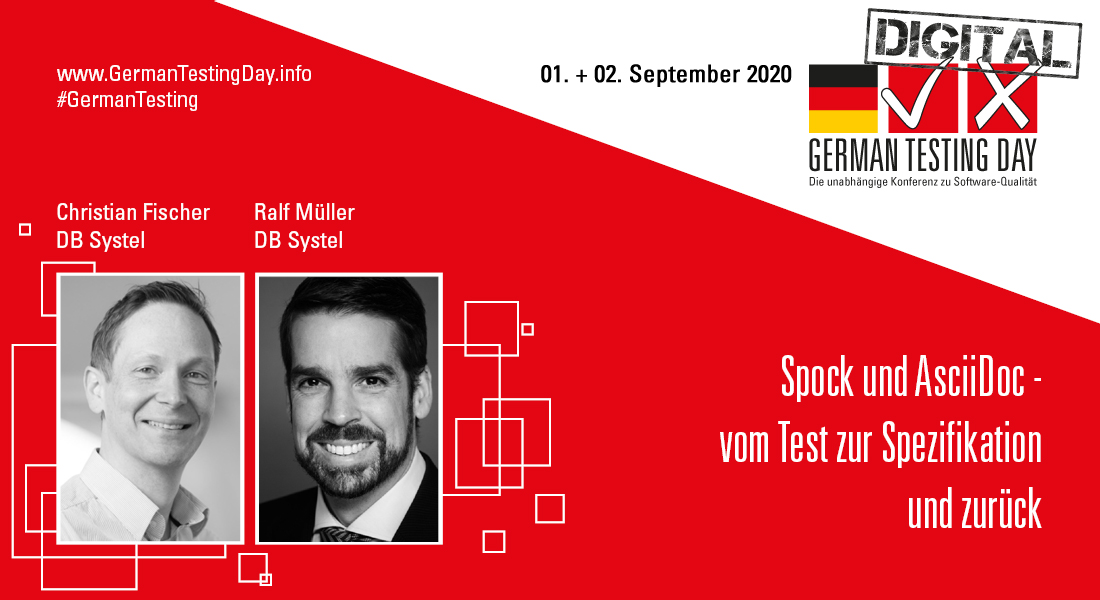 www.GermanTestingDay.info
#GermanTesting
01. + 02. September 2020
DIGITAL
GERMAN TESTING DAY
Die unabhängige Konferenz zu Software-Qualität
Christian Fischer
DB Systel
Ralf Müller
DB Systel
Spock und AsciiDoc -
vom Test zur Spezifikation
und zurück